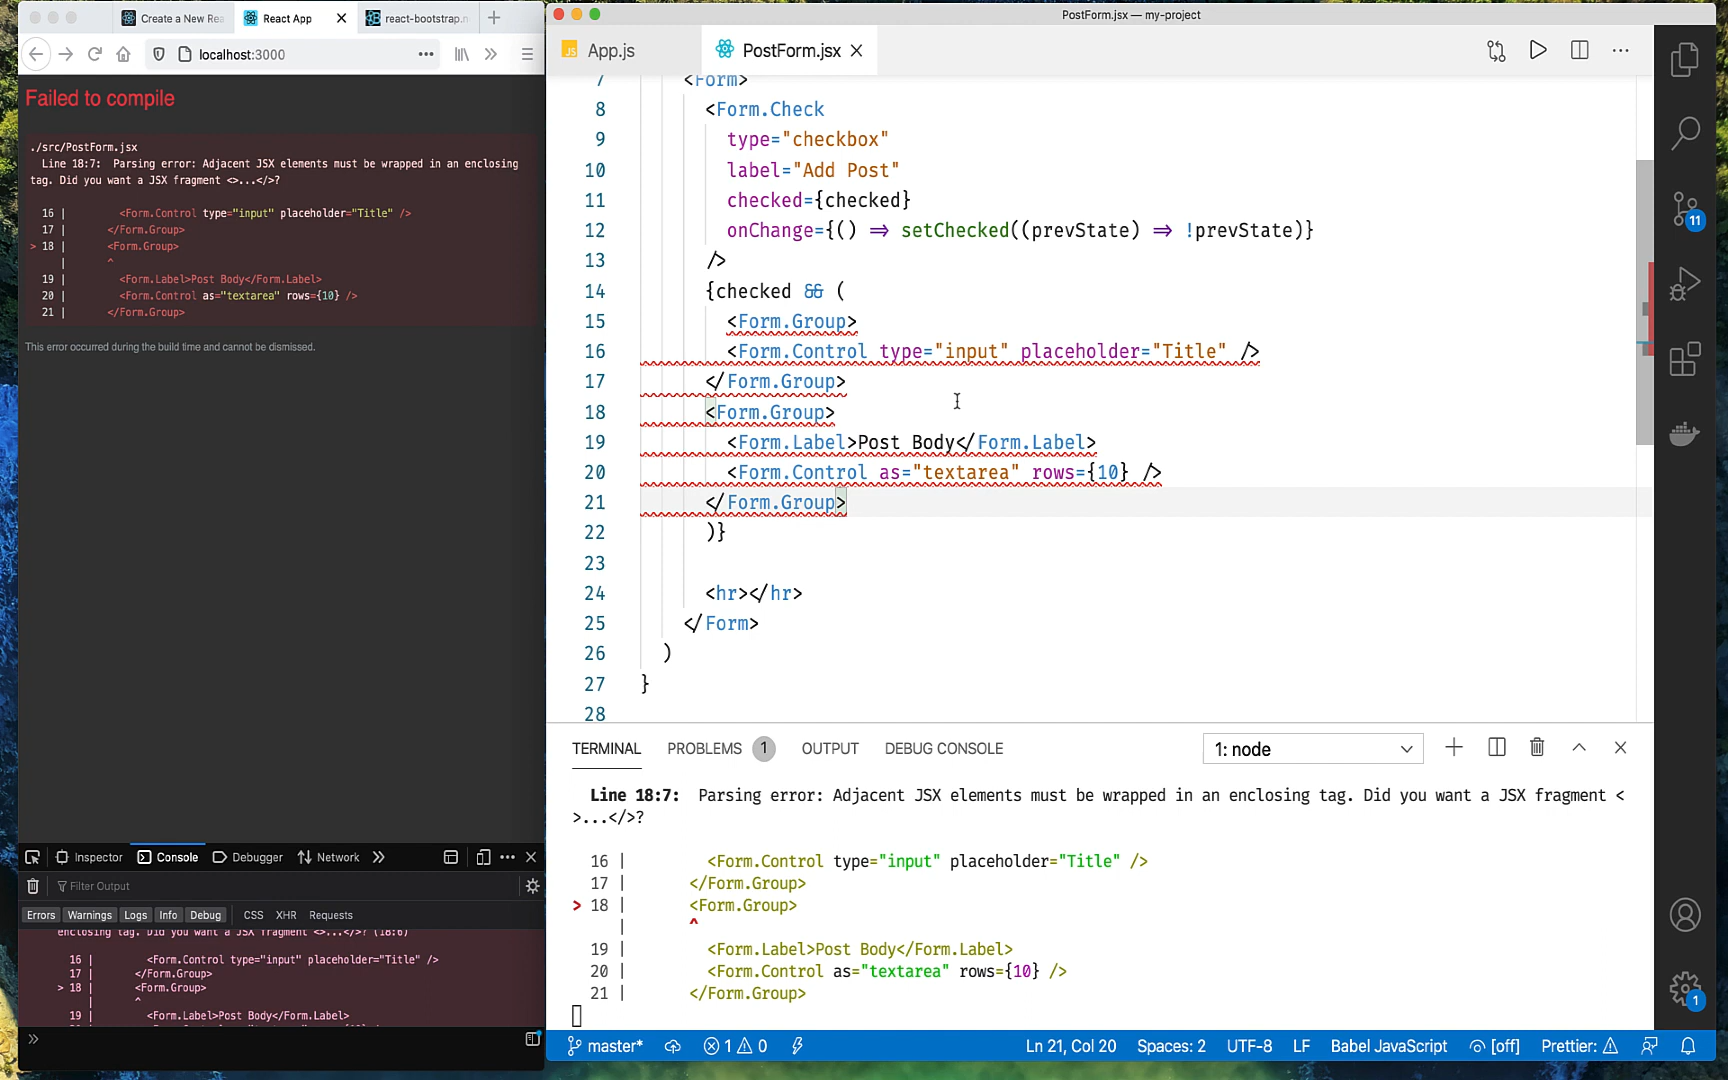 Create a New Rea
React App
react-bootstrap.n
localhost:3000
Failed to compile
./src/PostForm.jsx
Line 18:7:  Parsing error: Adjacent JSX elements must be wrapped in an enclosing
tag. Did you want a JSX fragment <>...</>?
16 |         <Form.Control type="input" placeholder="Title" />
17 |       </Form.Group>
> 18 |       <Form.Group>
|       ^
19 |         <Form.Label>Post Body</Form.Label>
20 |         <Form.Control as="textarea" rows={10} />
21 |       </Form.Group>
This error occurred during the build time and cannot be dismissed.
Inspector
Console
Debugger
Network
Filter Output
Errors
Warnings
Logs
Info
Debug
CSS
XHR
Requests
enclosing tag. Did you want a JSX fragment <>...</>? (18:6)
16 |         <Form.Control type="input" placeholder="Title" />
17 |       </Form.Group>
> 18 |       <Form.Group>
|       ^
19 |         <Form.Label>Post Body</Form.Label>
PostForm.jsx — my-project
JS App.js
PostForm.jsx
7 <Form>
8 <Form.Check
9 type="checkbox"
10 label="Add Post"
11 checked={checked}
12 onChange={() => setChecked((prevState) => !prevState)}
13 />
14 {checked && (
15 <Form.Group>
16 <Form.Control type="input" placeholder="Title" />
17 </Form.Group>
18 <Form.Group>
19 <Form.Label>Post Body</Form.Label>
20 <Form.Control as="textarea" rows={10} />
21 </Form.Group>
22 )}
23
24 <hr></hr>
25 </Form>
26 )
27 }
28
11
TERMINAL
PROBLEMS 1
OUTPUT
DEBUG CONSOLE
1: node
Line 18:7:  Parsing error: Adjacent JSX elements must be wrapped in an enclosing tag. Did you want a JSX fragment <
>...</>?
16 |         <Form.Control type="input" placeholder="Title" />
17 |       </Form.Group>
> 18 |       <Form.Group>
|       ^
19 |         <Form.Label>Post Body</Form.Label>
20 |         <Form.Control as="textarea" rows={10} />
21 |       </Form.Group>
1
master*
1
0
Ln 21, Col 20
Spaces: 2
UTF-8
LF
Babel JavaScript
[off]
Prettier: